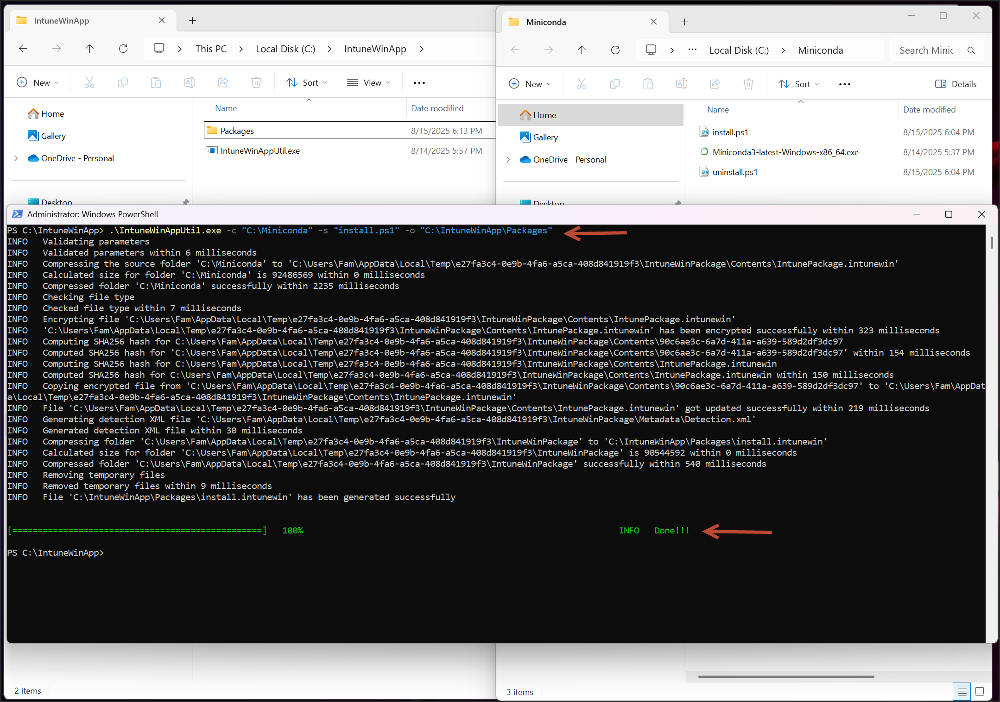 IntuneWinApp
This PC
Local Disk (C:)
IntuneWinApp
New
Sort
View
Name
Date modified
Home
Gallery
OneDrive - Personal
Desktop
Packages
8/15/2025 6:13 PM
IntuneWinAppUtil.exe
8/14/2025 5:57 PM
Miniconda
Local Disk (C:)
Miniconda
Search Minic
New
Sort
Details
Name
Date modified
Home
Gallery
OneDrive - Personal
Desktop
install.ps1
8/15/2025 6:04 PM
Miniconda3-latest-Windows-x86_64.exe
8/14/2025 5:37 PM
uninstall.ps1
8/15/2025 6:04 PM
Administrator: Windows PowerShell
PS C:\IntuneWinApp> .\IntuneWinAppUtil.exe -c "C:\Miniconda" -s "install.ps1" -o "C:\IntuneWinApp\Packages"
INFO   Validating parameters
INFO   Validated parameters within 6 milliseconds
INFO   Compressing the source folder 'C:\Miniconda' to 'C:\Users\Fam\AppData\Local\Temp\e27fa3c4-0e9b-4fa6-a5ca-408d841919f3\IntuneWinPackage\Contents\IntunePackage.intunewin'
INFO   Calculated size for folder 'C:\Miniconda' is 92486569 within 0 milliseconds
INFO   Compressed folder 'C:\Miniconda' successfully within 2235 milliseconds
INFO   Checking file type
INFO   Checked file type within 7 milliseconds
INFO   Encrypting file 'C:\Users\Fam\AppData\Local\Temp\e27fa3c4-0e9b-4fa6-a5ca-408d841919f3\IntuneWinPackage\Contents\IntunePackage.intunewin'
INFO   'C:\Users\Fam\AppData\Local\Temp\e27fa3c4-0e9b-4fa6-a5ca-408d841919f3\IntuneWinPackage\Contents\IntunePackage.intunewin' has been encrypted successfully within 323 milliseconds
INFO   Computing SHA256 hash for C:\Users\Fam\AppData\Local\Temp\e27fa3c4-0e9b-4fa6-a5ca-408d841919f3\IntuneWinPackage\Contents\90c6ae3c-6a7d-411a-a639-589d2df3dc97
INFO   Computed SHA256 hash for 'C:\Users\Fam\AppData\Local\Temp\e27fa3c4-0e9b-4fa6-a5ca-408d841919f3\IntuneWinPackage\Contents\90c6ae3c-6a7d-411a-a639-589d2df3dc97' within 154 milliseconds
INFO   Computing SHA256 hash for C:\Users\Fam\AppData\Local\Temp\e27fa3c4-0e9b-4fa6-a5ca-408d841919f3\IntuneWinPackage\Contents\IntunePackage.intunewin
INFO   Computed SHA256 hash for C:\Users\Fam\AppData\Local\Temp\e27fa3c4-0e9b-4fa6-a5ca-408d841919f3\IntuneWinPackage\Contents\IntunePackage.intunewin within 150 milliseconds
INFO   Copying encrypted file from 'C:\Users\Fam\AppData\Local\Temp\e27fa3c4-0e9b-4fa6-a5ca-408d841919f3\IntuneWinPackage\Contents\90c6ae3c-6a7d-411a-a639-589d2df3dc97' to 'C:\Users\Fam\AppDat
a\Local\Temp\e27fa3c4-0e9b-4fa6-a5ca-408d841919f3\IntuneWinPackage\Contents\IntunePackage.intunewin'
INFO   File 'C:\Users\Fam\AppData\Local\Temp\e27fa3c4-0e9b-4fa6-a5ca-408d841919f3\IntuneWinPackage\Contents\IntunePackage.intunewin' got updated successfully within 219 milliseconds
INFO   Generating detection XML file 'C:\Users\Fam\AppData\Local\Temp\e27fa3c4-0e9b-4fa6-a5ca-408d841919f3\IntuneWinPackage\Metadata\Detection.xml'
INFO   Generated detection XML file within 30 milliseconds
INFO   Compressing folder 'C:\Users\Fam\AppData\Local\Temp\e27fa3c4-0e9b-4fa6-a5ca-408d841919f3\IntuneWinPackage' to 'C:\IntuneWinApp\Packages\install.intunewin'
INFO   Calculated size for folder 'C:\Users\Fam\AppData\Local\Temp\e27fa3c4-0e9b-4fa6-a5ca-408d841919f3\IntuneWinPackage' is 90544592 within 0 milliseconds
INFO   Compressed folder 'C:\Users\Fam\AppData\Local\Temp\e27fa3c4-0e9b-4fa6-a5ca-408d841919f3\IntuneWinPackage' successfully within 540 milliseconds
INFO   Removing temporary files
INFO   Removed temporary files within 9 milliseconds
INFO   File 'C:\IntuneWinApp\Packages\install.intunewin' has been generated successfully
[=================================================]   100%   INFO   Done!!!
PS C:\IntuneWinApp>
2 items
3 items